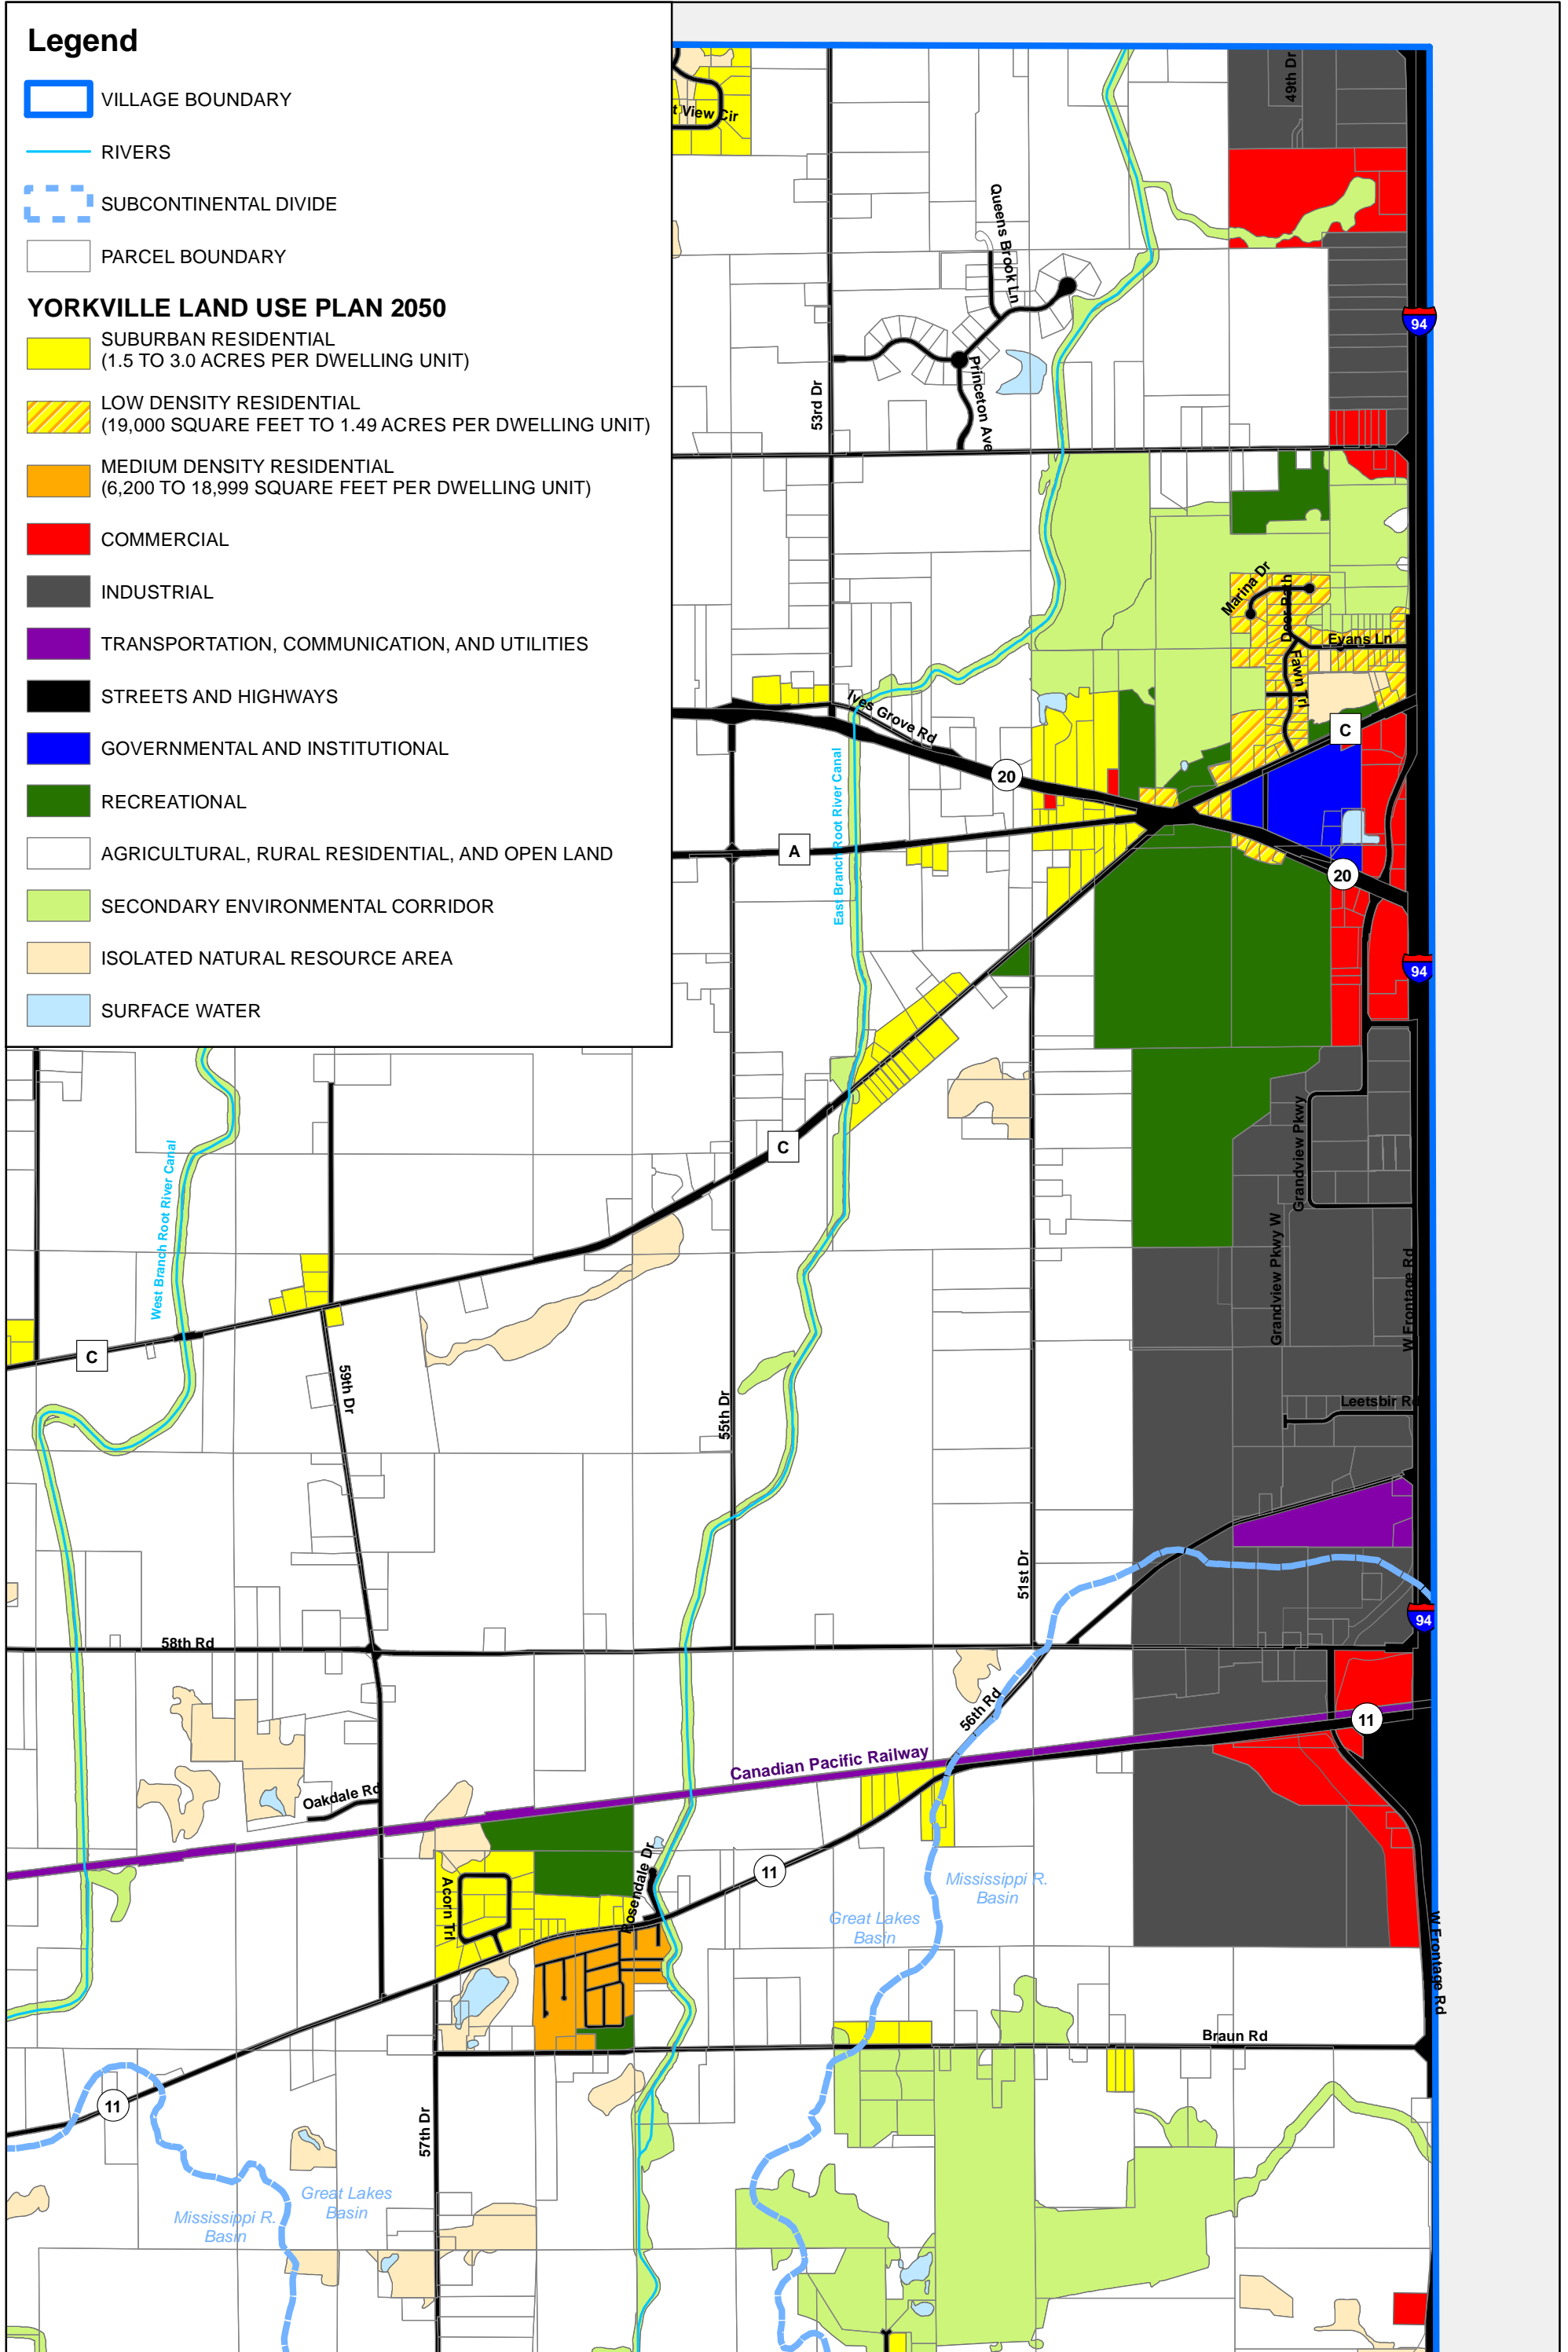 Legend
VILLAGE BOUNDARY
RIVERS
SUBCONTINENTAL DIVIDE
PARCEL BOUNDARY
YORKVILLE LAND USE PLAN 2050
SUBURBAN RESIDENTIAL
(1.5 TO 3.0 ACRES PER DWELLING UNIT)
LOW DENSITY RESIDENTIAL
(19,000 SQUARE FEET TO 1.49 ACRES PER DWELLING UNIT)
MEDIUM DENSITY RESIDENTIAL
(6,200 TO 18,999 SQUARE FEET PER DWELLING UNIT)
COMMERCIAL
INDUSTRIAL
TRANSPORTATION, COMMUNICATION, AND UTILITIES
STREETS AND HIGHWAYS
GOVERNMENTAL AND INSTITUTIONAL
RECREATIONAL
AGRICULTURAL, RURAL RESIDENTIAL, AND OPEN LAND
SECONDARY ENVIRONMENTAL CORRIDOR
ISOLATED NATURAL RESOURCE AREA
SURFACE WATER
t View Cir
49th Dr
Queens Brook Ln
94
53rd Dr
Princeton Ave
Marina Dr
Deer Path
Evans Ln
Fawn Trl
Ives Grove Rd
C
20
East Branch Root River Canal
A
20
94
C
Grandview Pkwy
West Branch Root River Canal
Grandview Pkwy W
W Frontage Rd
C
59th Dr
55th Dr
Leetsbir Rd
51st Dr
94
58th Rd
56th Rd
11
Canadian Pacific Railway
Oakdale Rd
Rosendale Dr
11
Acorn Trl
Mississippi R.
Basin
Great Lakes
Basin
W Frontage Rd
Braun Rd
11
57th Dr
Great Lakes
Basin
Mississippi R.
Basin